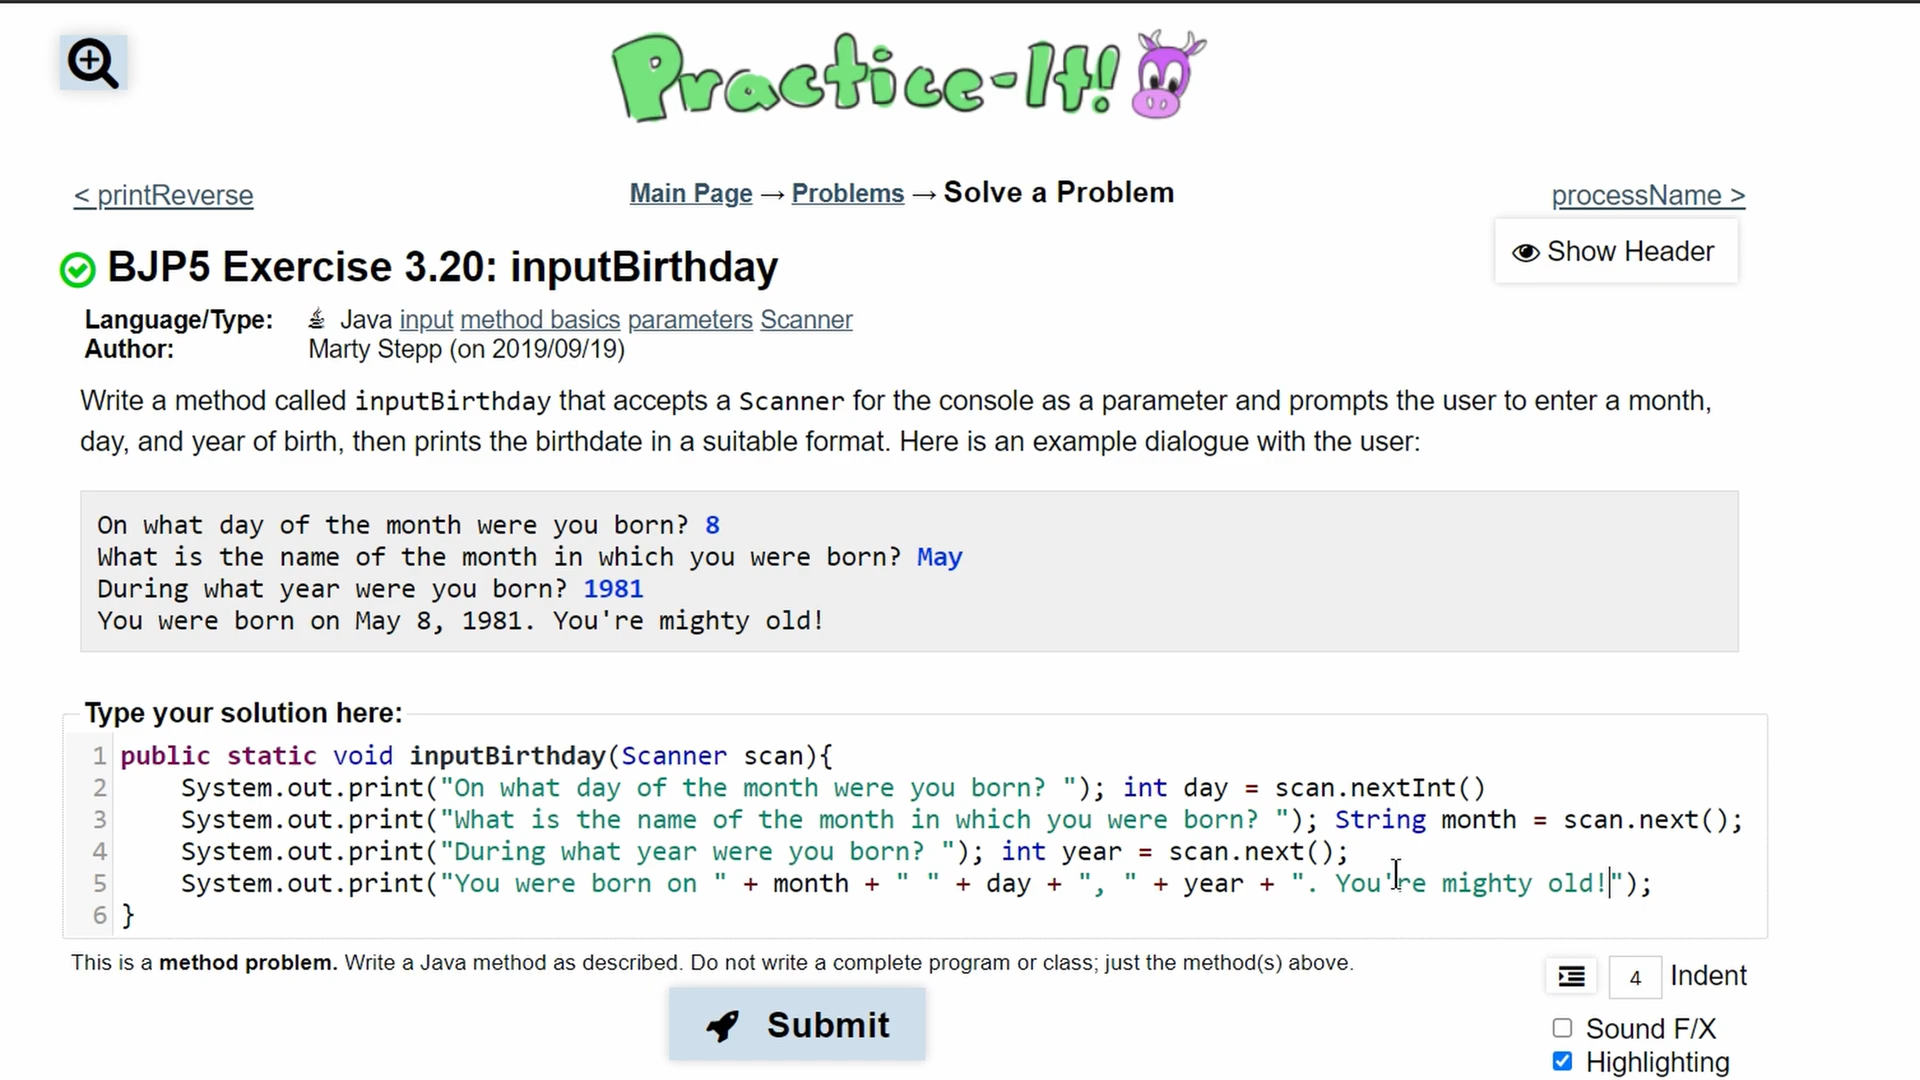 Practice-It!
< printReverse
Main Page → Problems → Solve a Problem
processName >
Show Header
BJP5 Exercise 3.20: inputBirthday
Language/Type: Java input method basics parameters Scanner
Author: Marty Stepp (on 2019/09/19)
Write a method called inputBirthday that accepts a Scanner for the console as a parameter and prompts the user to enter a month,
day, and year of birth, then prints the birthdate in a suitable format. Here is an example dialogue with the user:
On what day of the month were you born? 8
What is the name of the month in which you were born? May
During what year were you born? 1981
You were born on May 8, 1981. You're mighty old!
Type your solution here:
1 public static void inputBirthday(Scanner scan){
2 System.out.print("On what day of the month were you born? "); int day = scan.nextInt()
3 System.out.print("What is the name of the month in which you were born? "); String month = scan.next();
4 System.out.print("During what year were you born? "); int year = scan.next();
5 System.out.print("You were born on " + month + " " + day + ", " + year + ". You're mighty old!");
6 }
This is a method problem. Write a Java method as described. Do not write a complete program or class; just the method(s) above.
4 Indent
Submit
Sound F/X
Highlighting